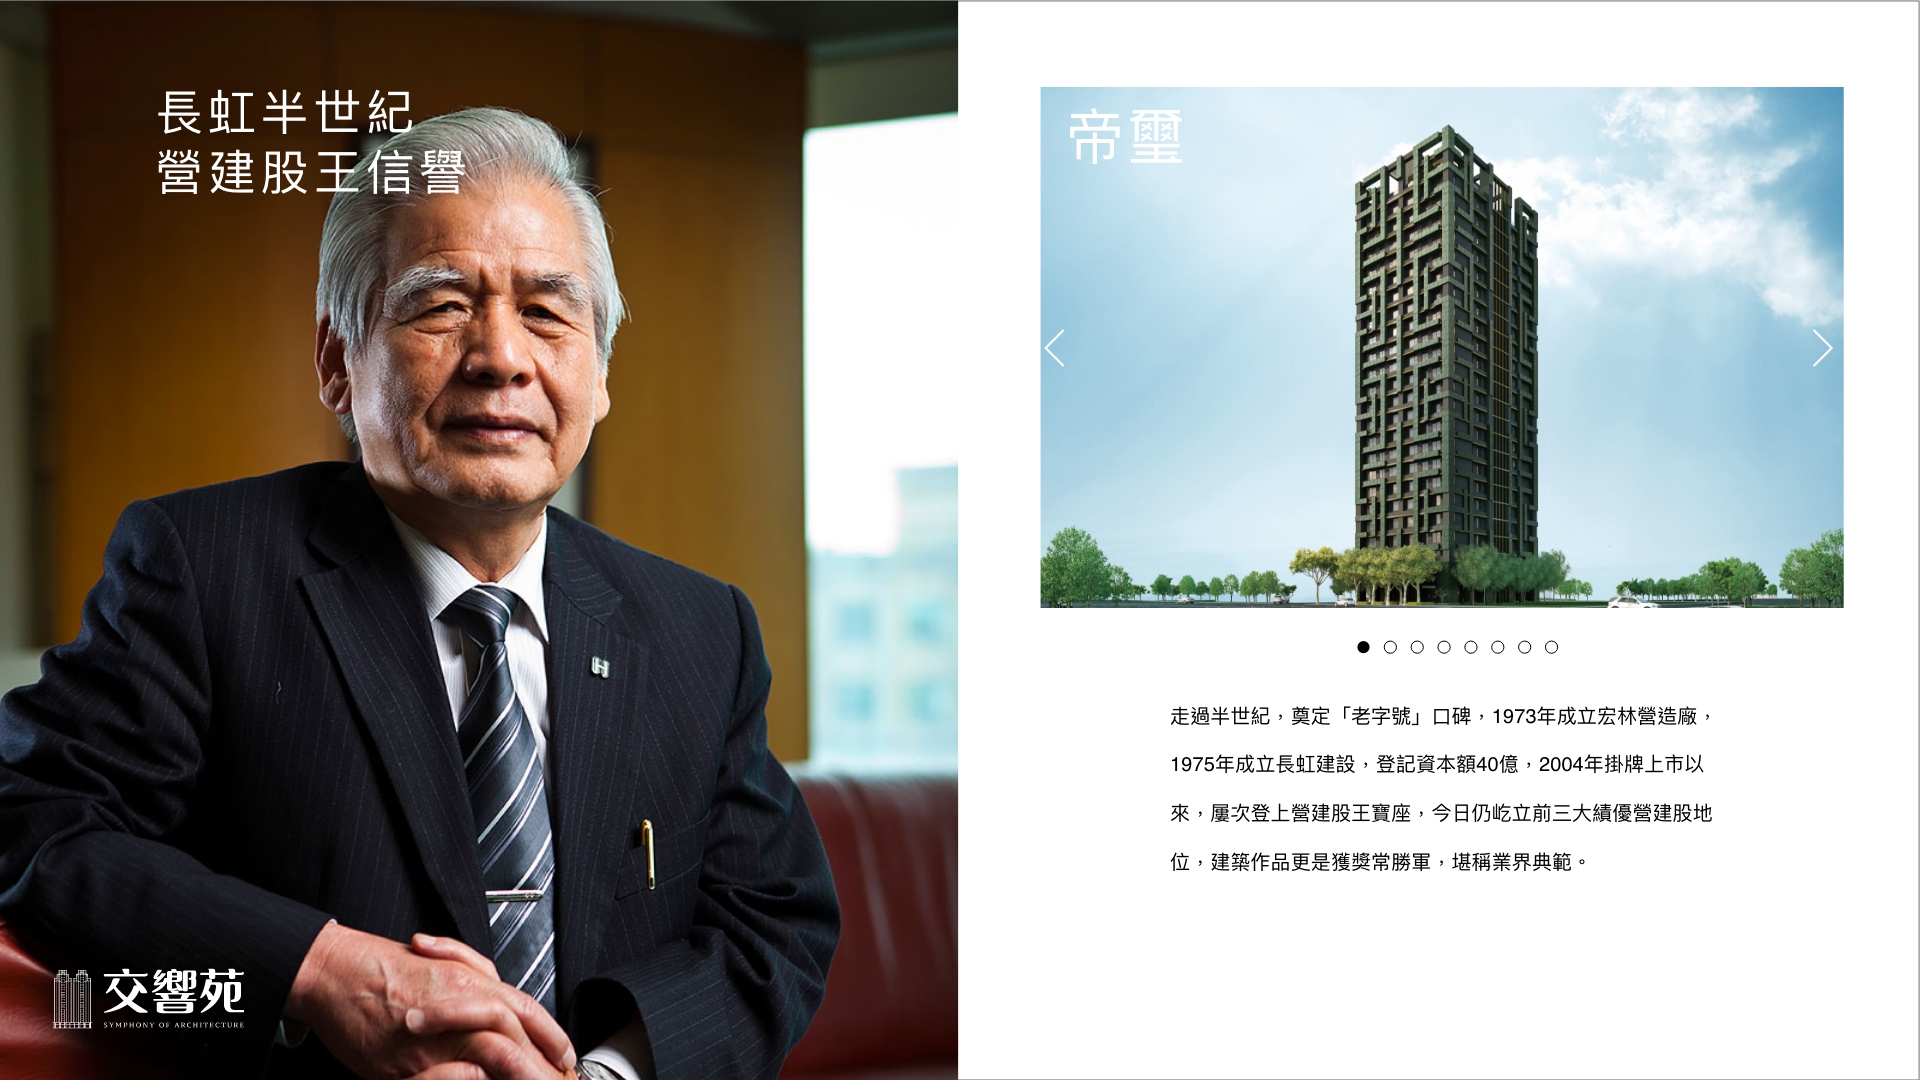 長虹半世紀
營建股王信譽
交響苑
SYMPHONY OF ARCHITECTURE
帝璽
走過半世紀，奠定「老字號」口碑，1973年成立宏林營造廠，
1975年成立長虹建設，登記資本額40億，2004年掛牌上市以
來，屢次登上營建股王寶座，今日仍屹立前三大績優營建股地
位，建築作品更是獲獎常勝軍，堪稱業界典範。